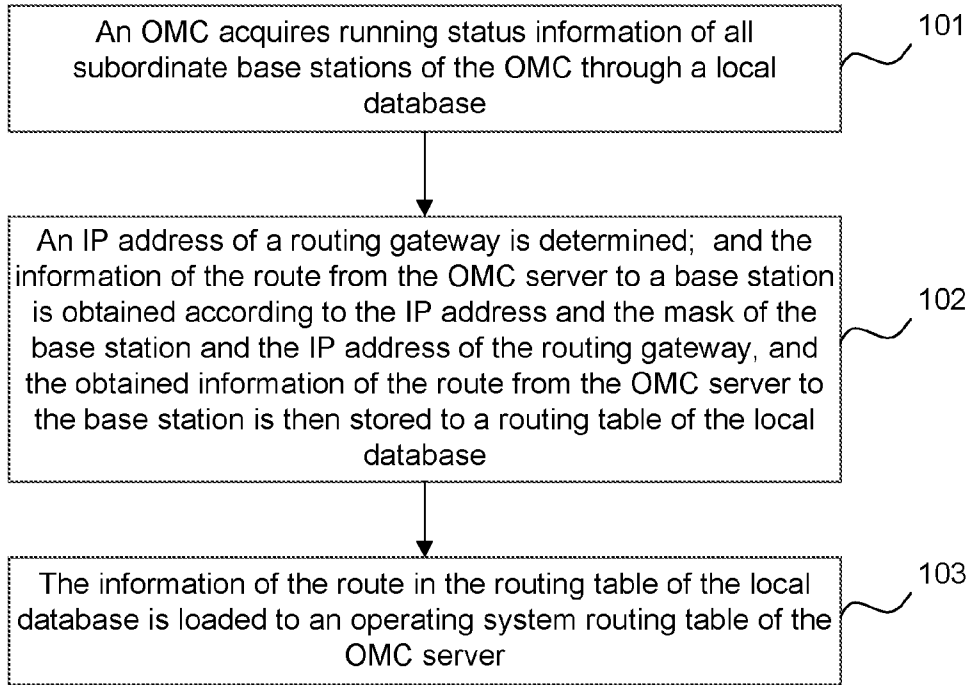 An OMC acquires running status information of all
subordinate base stations of the OMC through a local
database
101
An IP address of a routing gateway is determined; and the
information of the route from the OMC server to a base station
is obtained according to the IP address and the mask of the
base station and the IP address of the routing gateway, and
the obtained information of the route from the OMC server to
the base station is then stored to a routing table of the local
database
102
The information of the route in the routing table of the local
database is loaded to an operating system routing table of the
OMC server
103